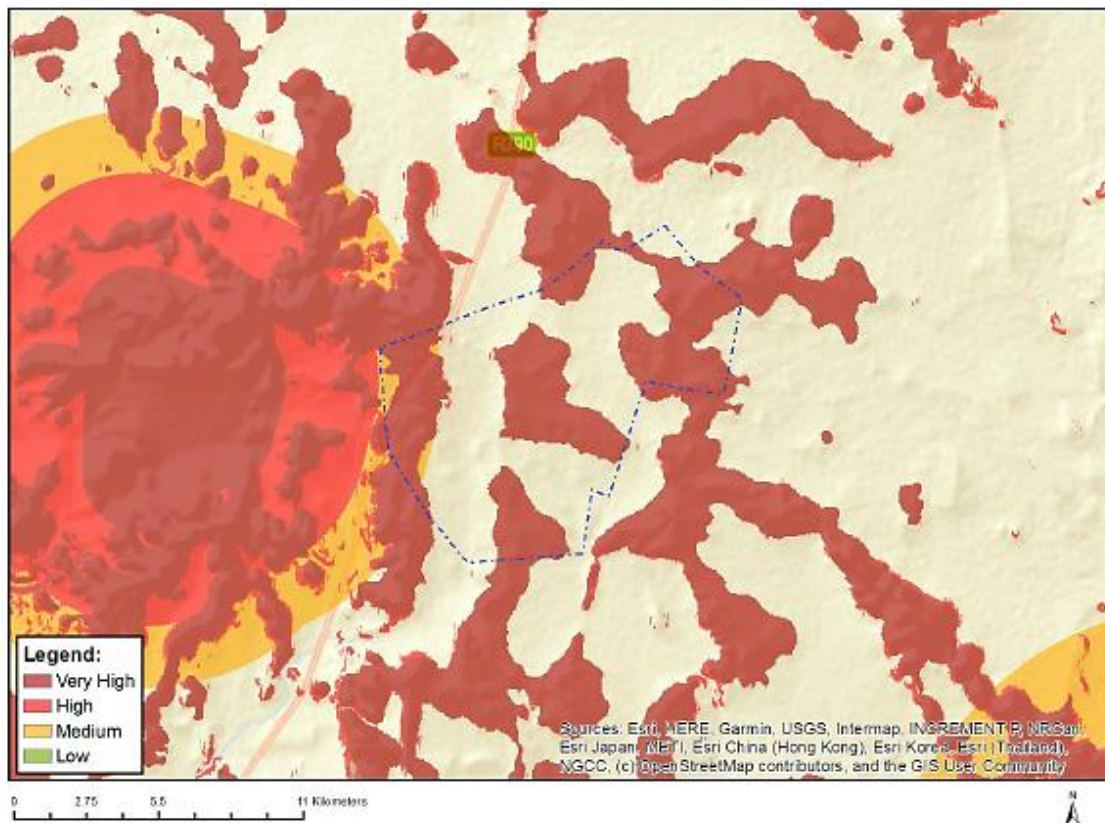 Legend:
Very High
High
Medium
Low
Sources: Esri, HERE, Garmin, USGS, Intermap, INCREMENT P, NRCan,
Esri Japan, METI, Esri China (Hong Kong), Esri Korea, Esri (Thailand),
NGCC, (c) OpenStreetMap contributors, and the GIS User Community
0 2.75 5.5 11 Kilometers
N